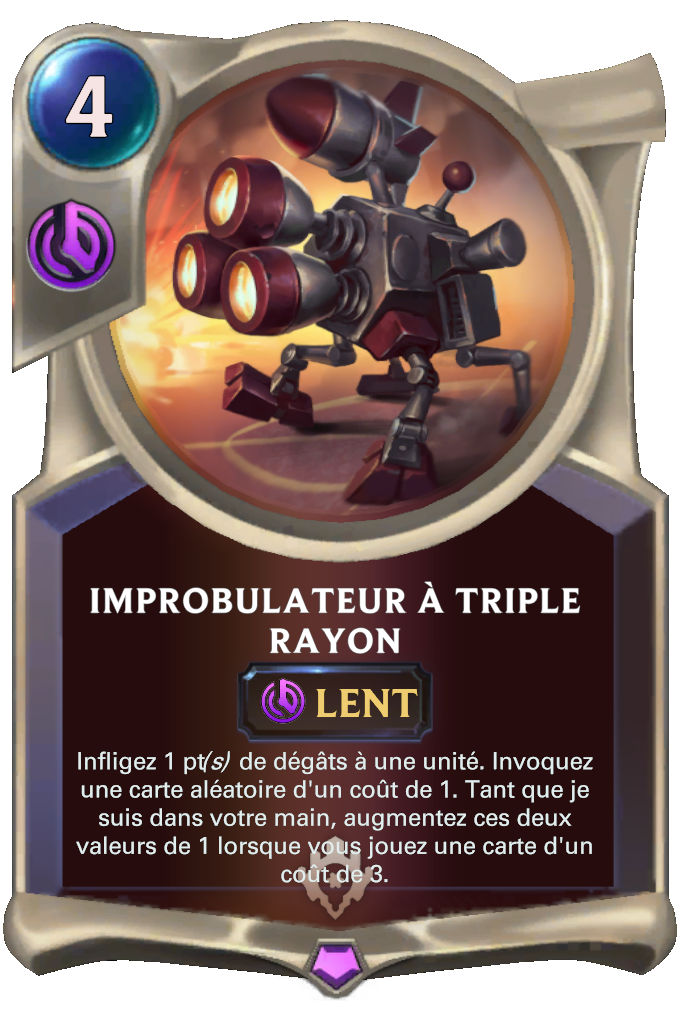 4
IMPROBULATEUR À TRIPLE
RAYON
LENT
Infligez 1 pt(s) de dégâts à une unité. Invoquez
une carte aléatoire d'un coût de 1. Tant que je
suis dans votre main, augmentez ces deux
valeurs de 1 lorsque vous jouez une carte d'un
coût de 3.